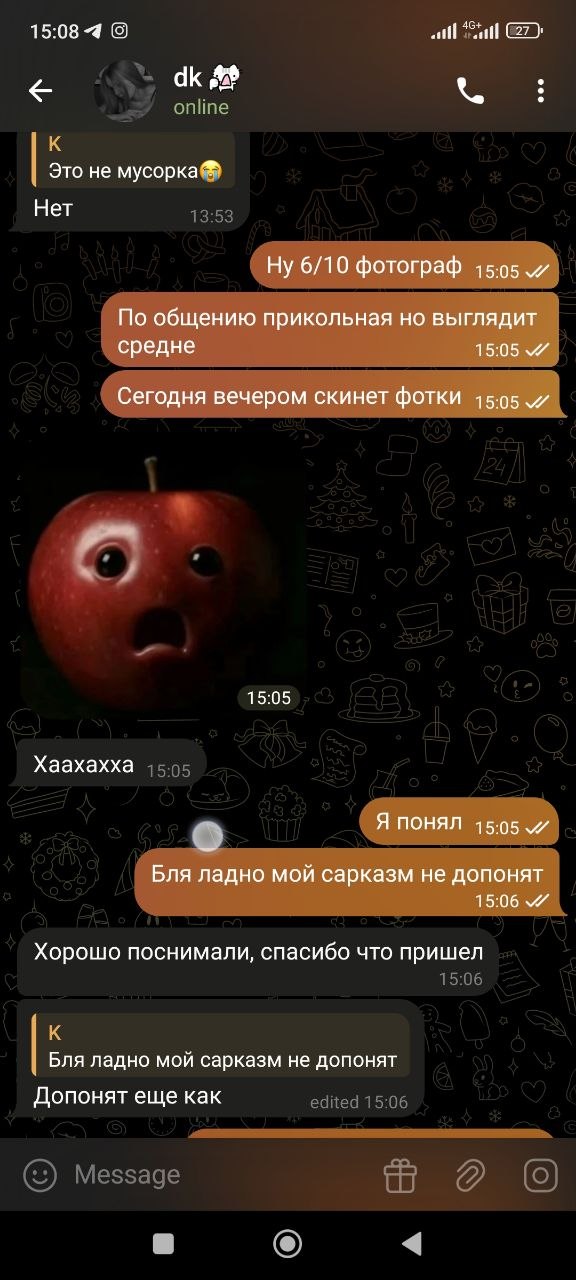 15:08
4G+
27
dk
online
K
Это не мусорка😭
Нет 13:53
Ну 6/10 фотограф 15:05
По общению прикольная но выглядит
средне 15:05
Сегодня вечером скинет фотки 15:05
15:05
Хаахахха 15:05
Я понял 15:05
Бля ладно мой сарказм не допонят
15:06
Хорошо поснимали, спасибо что пришел
15:06
K
Бля ладно мой сарказм не допонят
Допонят еще как edited 15:06
Message